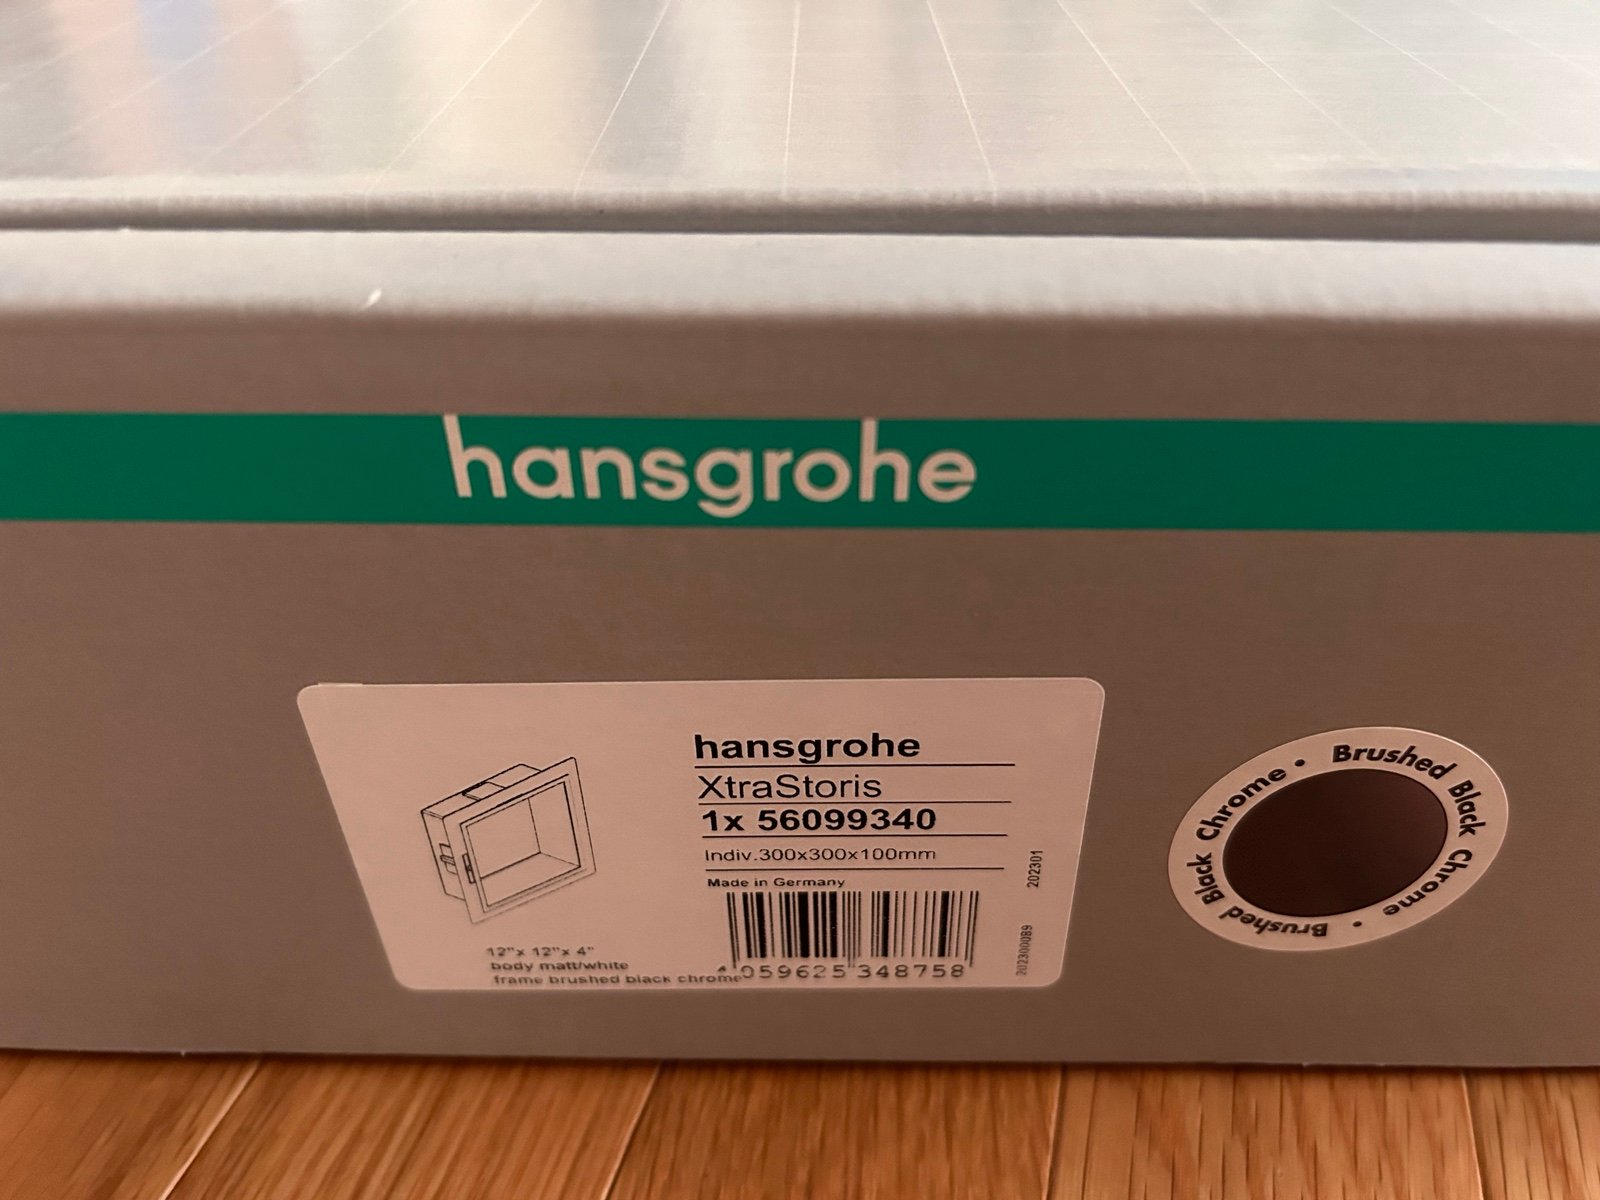 hansgrohe
hansgrohe
XtraStoris
1x 56099340
Indiv.300x300x100mm
Made in Germany
12"x 12"x 4"
body matt/white
frame brushed black chrome
4 059625 348758
202301
202300089
Brushed Black Chrome • Brushed Black Chrome •